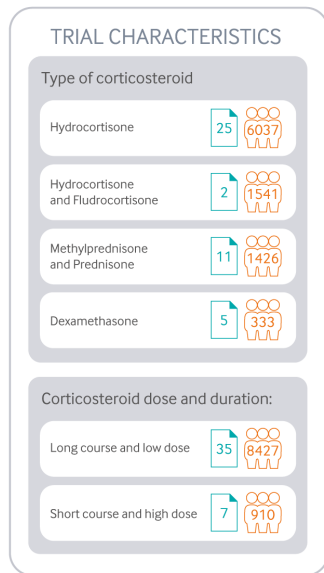 TRIAL CHARACTERISTICS
Type of corticosteroid
Hydrocortisone 25 6037
Hydrocortisone
and Fludrocortisone 2 1541
Methylprednisone
and Prednisone 11 1426
Dexamethasone 5 333
Corticosteroid dose and duration:
Long course and low dose 35 8427
Short course and high dose 7 910